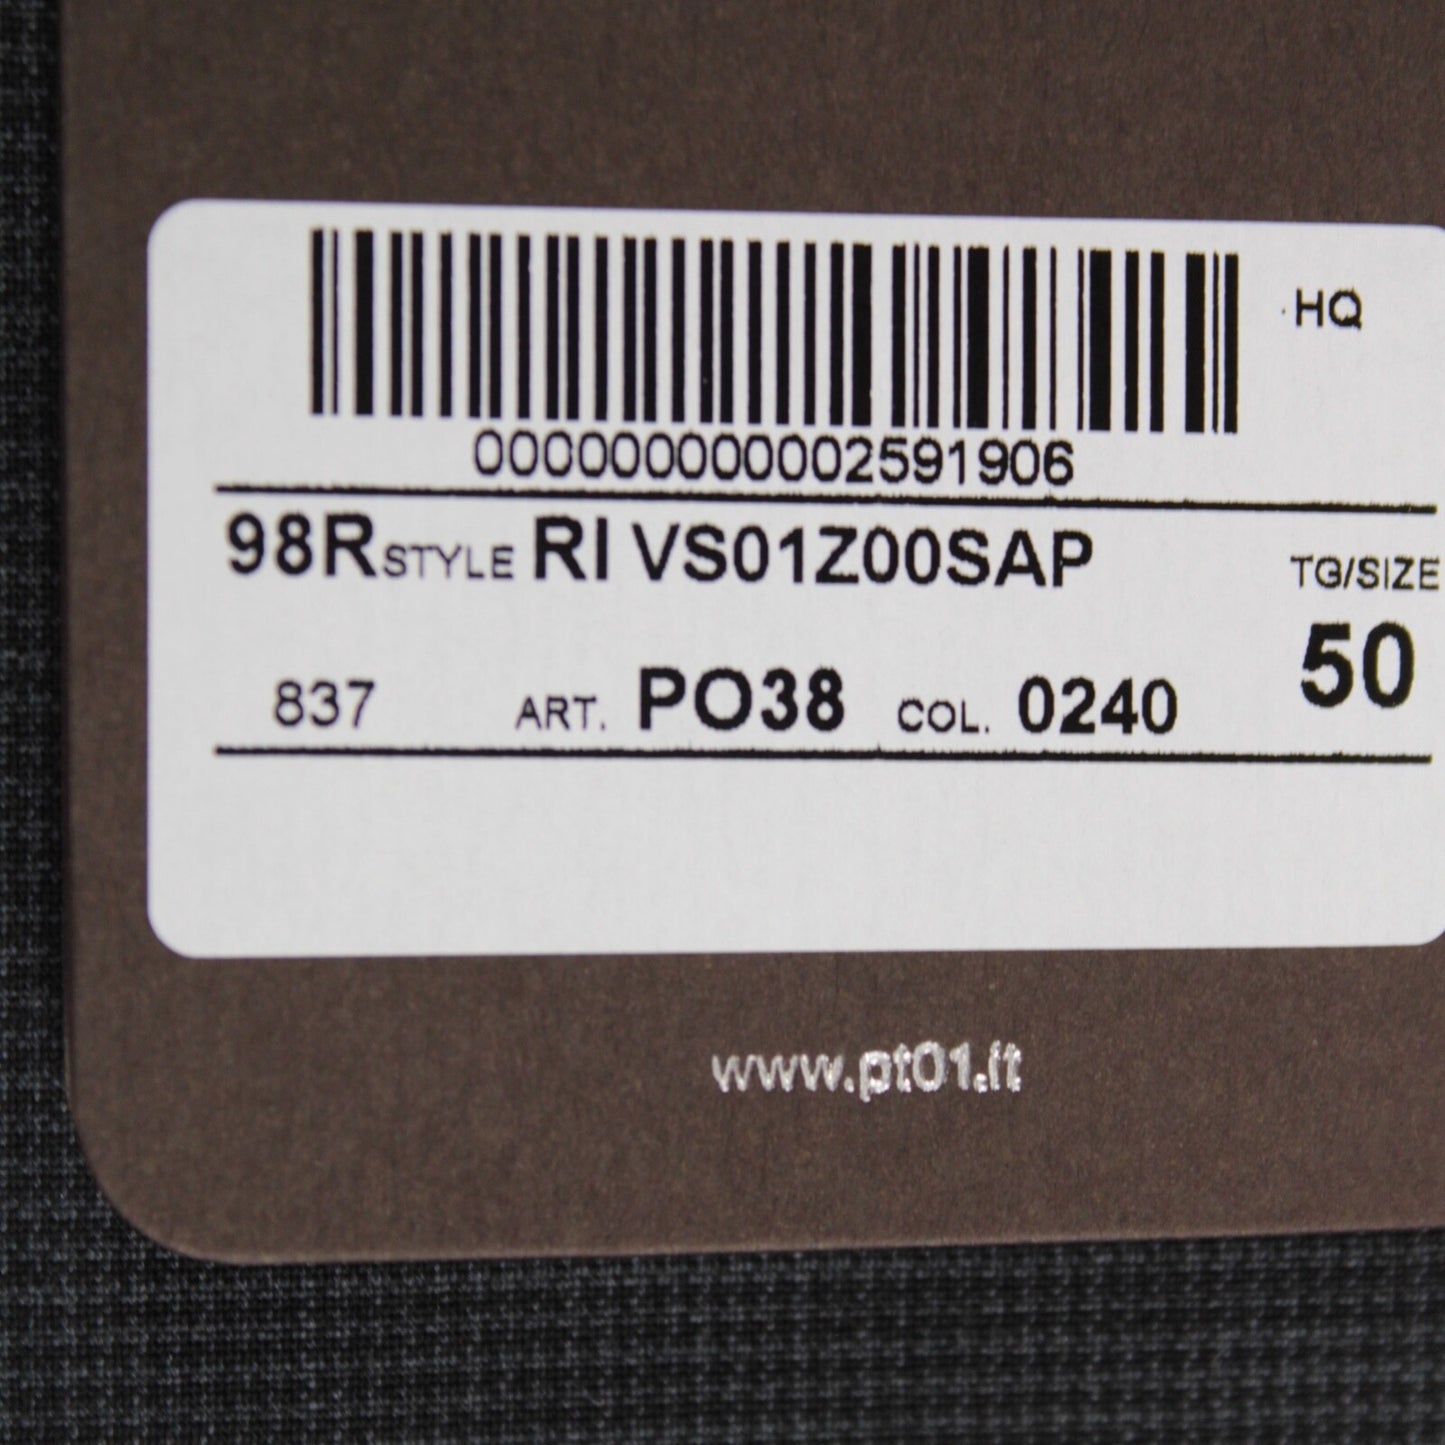 HQ
0000000000002591906
98R STYLE RI VS01Z00SAP
TG/SIZE
50
837 ART. PO38 COL. 0240
www.pt01.it